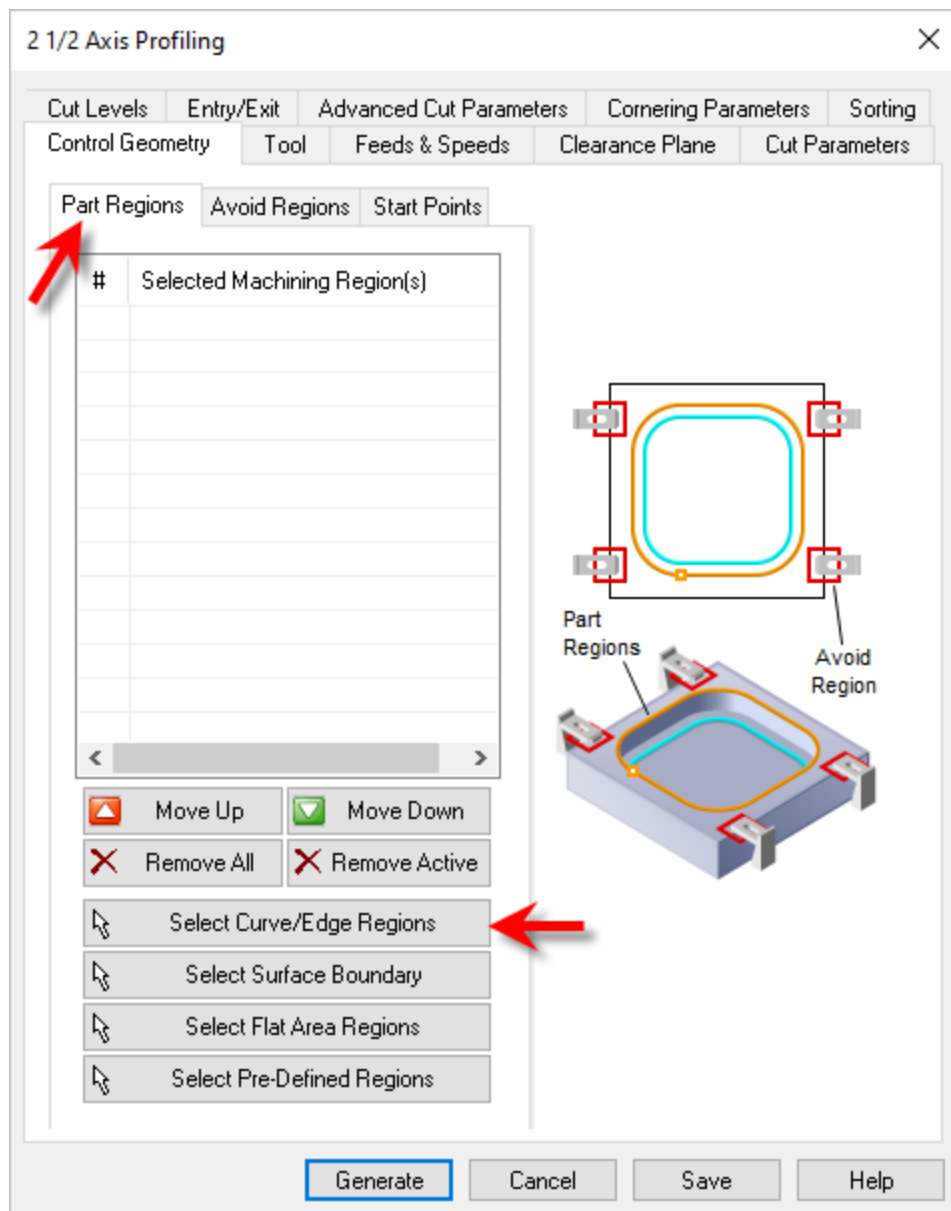 2 1/2 Axis Profiling
Cut Levels Entry/Exit Advanced Cut Parameters Cornering Parameters Sorting
Control Geometry Tool Feeds & Speeds Clearance Plane Cut Parameters
Part Regions Avoid Regions Start Points
# Selected Machining Region(s)
Part
Regions
Avoid
Region
Move Up Move Down
Remove All Remove Active
Select Curve/Edge Regions
Select Surface Boundary
Select Flat Area Regions
Select Pre-Defined Regions
Generate Cancel Save Help